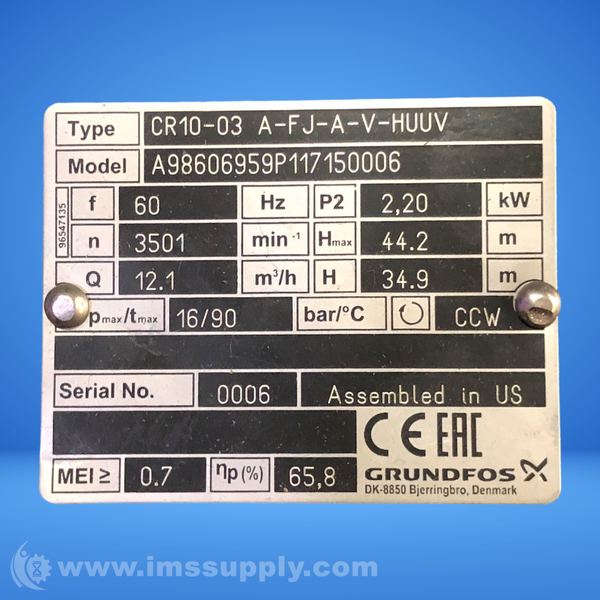 Type CR10-03 A-FJ-A-V-HUUV
Model A98606959P117150006
96547135
f 60 Hz P2 2,20 kW
n 3501 min-1 Hmax 44.2 m
Q 12.1 m³/h H 34.9 m
pmax/tmax 16/90 bar/°C CCW
Serial No. 0006 Assembled in US
CE EAC
MEI ≥ 0.7 ηp(%) 65,8 GRUNDFOS
DK-8850 Bjerringbro, Denmark
www.imssupply.com